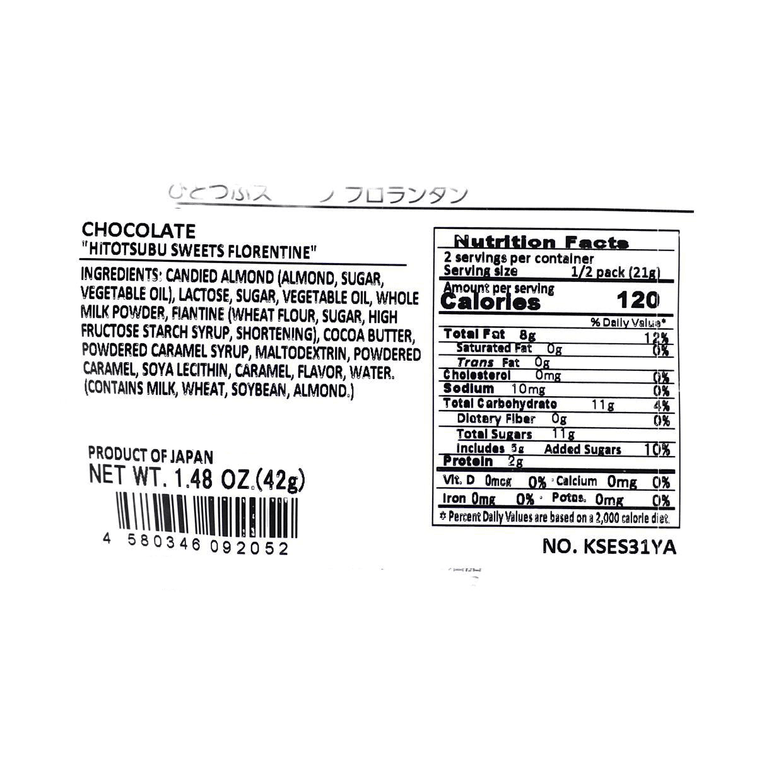 ひとつぶス フロランタン
CHOCOLATE
"HITOTSUBU SWEETS FLORENTINE"
INGREDIENTS: CANDIED ALMOND (ALMOND, SUGAR,
VEGETABLE OIL), LACTOSE, SUGAR, VEGETABLE OIL, WHOLE
MILK POWDER, FIANTINE (WHEAT FLOUR, SUGAR, HIGH
FRUCTOSE STARCH SYRUP, SHORTENING), COCOA BUTTER,
POWDERED CARAMEL SYRUP, MALTODEXTRIN, POWDERED
CARAMEL, SOYA LECITHIN, CARAMEL, FLAVOR, WATER.
(CONTAINS MILK, WHEAT, SOYBEAN, ALMOND.)
PRODUCT OF JAPAN
NET WT. 1.48 OZ.(42g)
4 580346 092052
Nutrition Facts
2 servings per container
Serving size 1/2 pack (21g)
Amount per serving
Calories 120
% Daily Value*
Total Fat 8g 12%
Saturated Fat 0g 0%
Trans Fat 0g
Cholesterol 0mg 0%
Sodium 10mg 0%
Total Carbohydrate 11g 4%
Dietary Fiber 0g 0%
Total Sugars 11g
Includes 5g Added Sugars 10%
Protein 2g
Vit. D 0mcg 0% · Calcium 0mg 0%
Iron 0mg 0% · Potas. 0mg 0%
* Percent Daily Values are based on a 2,000 calorie diet.
NO. KSES31YA